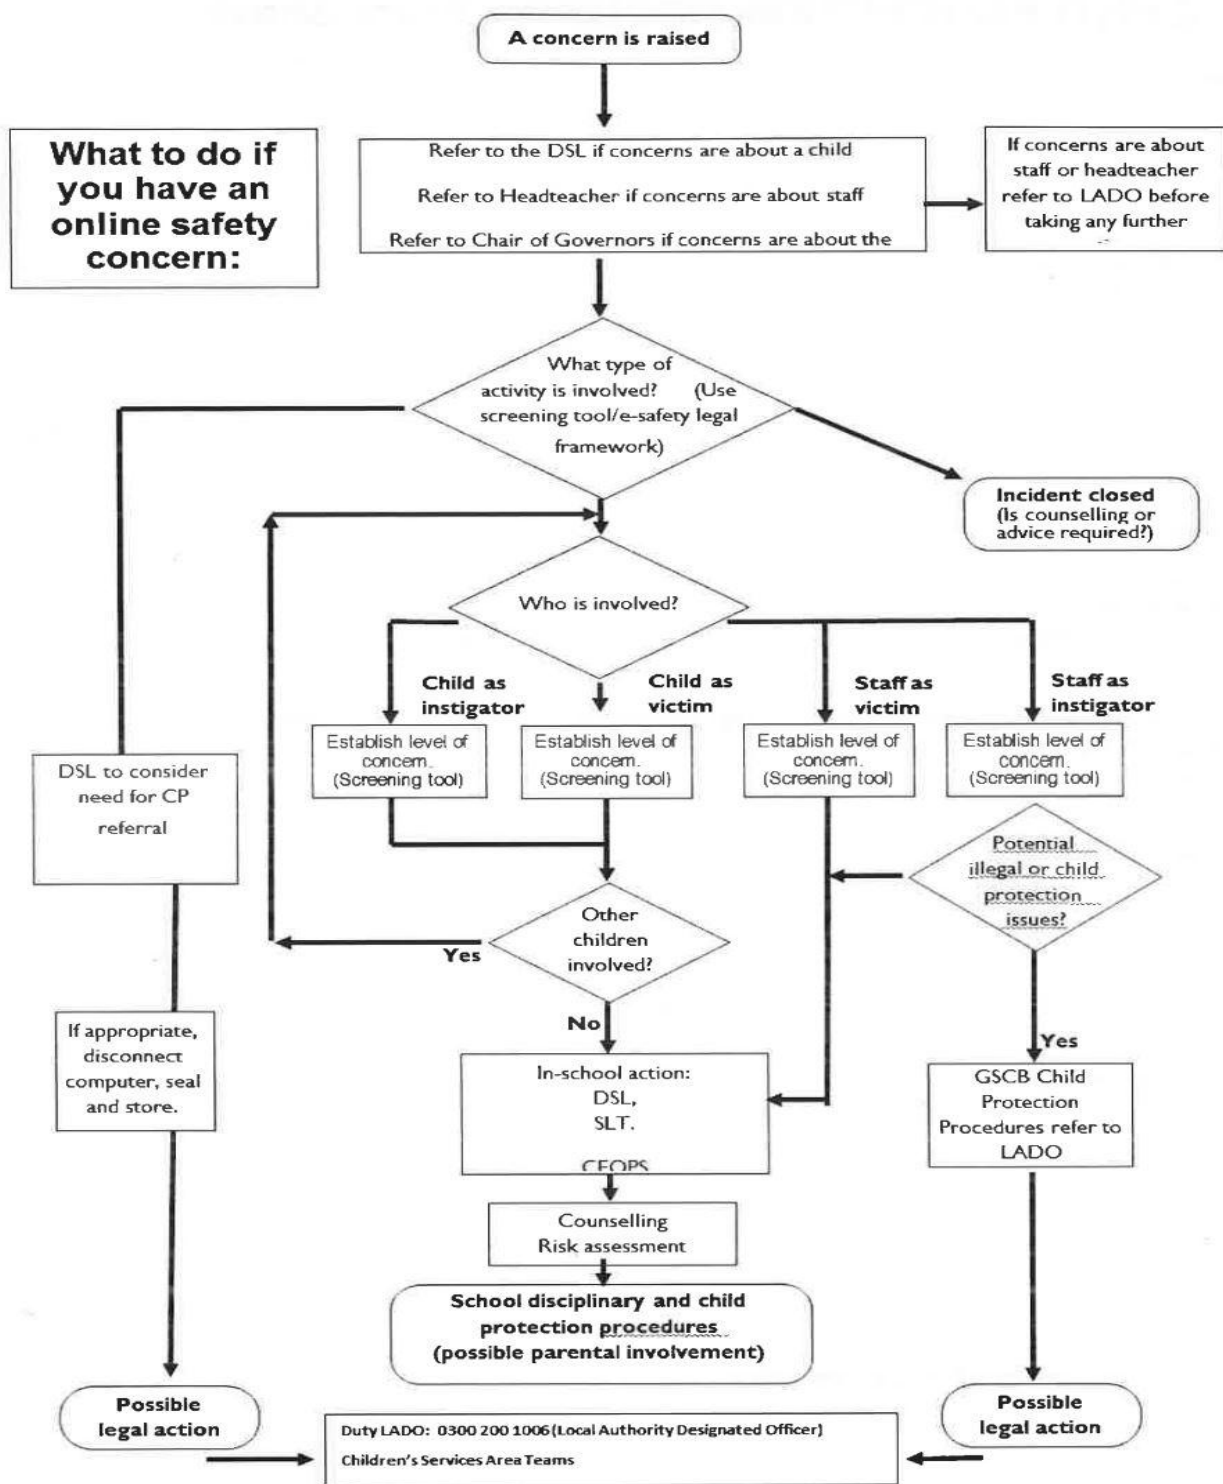 A concern is raised
What to do if
you have an
online safety
concern:
Refer to the DSL if concerns are about a child
Refer to Headteacher if concerns are about staff
Refer to Chair of Governors if concerns are about the
If concerns are about
staff or headteacher
refer to LADO before
taking any further
What type of
activity is involved? (Use
screening tool/e-safety legal
framework)
Incident closed
(Is counselling or
advice required?)
Who is involved?
Child as
instigator
Child as
victim
Staff as
victim
Staff as
instigator
Establish level of
concern.
(Screening tool)
Establish level of
concern.
(Screening tool)
Establish level of
concern.
(Screening tool)
Establish level of
concern.
(Screening tool)
DSL to consider
need for CP
referral
Potential
illegal or child
protection
issues?
Other
children
involved?
Yes
No
If appropriate,
disconnect
computer, seal
and store.
In-school action:
DSL,
SLT.
CEOPS
Yes
GSCB Child
Protection
Procedures refer to
LADO
Counselling
Risk assessment
School disciplinary and child
protection procedures
(possible parental involvement)
Possible
legal action
Possible
legal action
Duty LADO: 0300 200 1006 (Local Authority Designated Officer)
Children's Services Area Teams